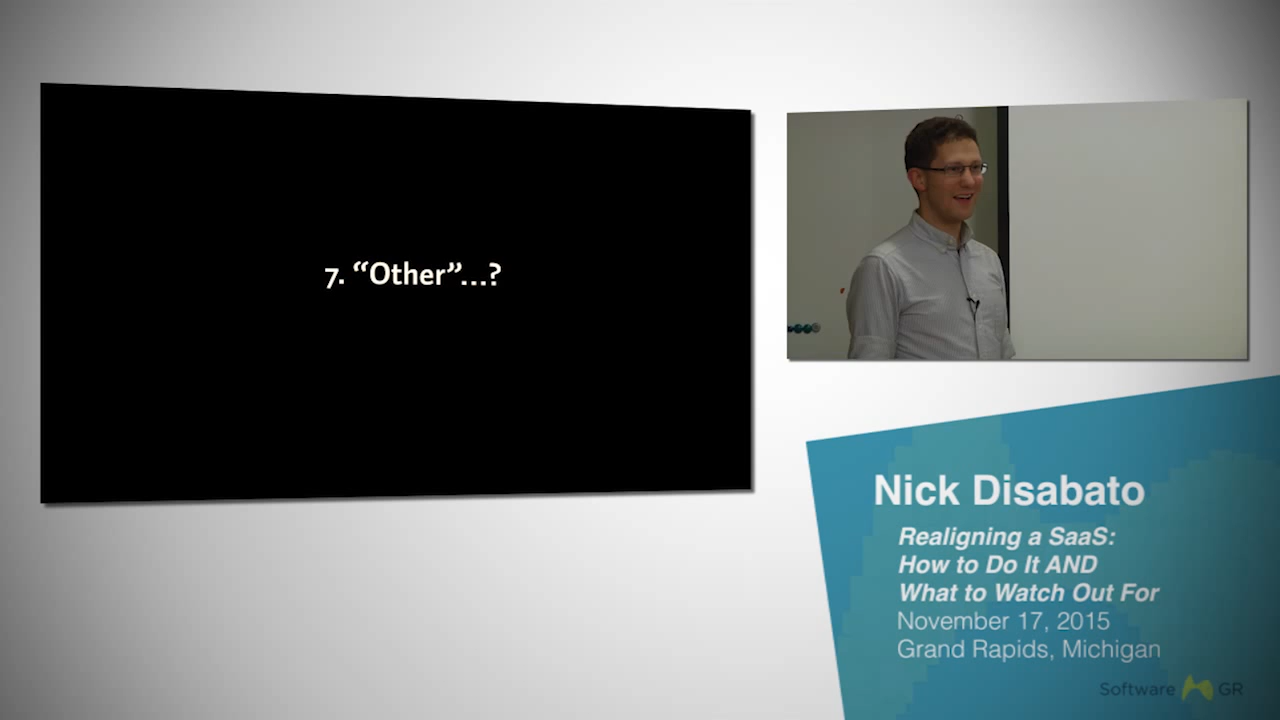 7. “Other”…?
Nick Disabato
Realigning a SaaS:
How to Do It AND
What to Watch Out For
November 17, 2015
Grand Rapids, Michigan
Software GR